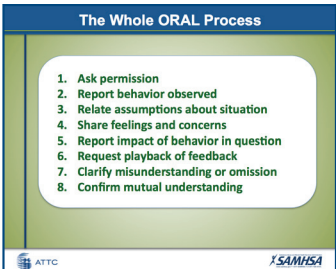 The Whole ORAL Process
1. Ask permission
2. Report behavior observed
3. Relate assumptions about situation
4. Share feelings and concerns
5. Report impact of behavior in question
6. Request playback of feedback
7. Clarify misunderstanding or omission
8. Confirm mutual understanding
ATTC
SAMHSA